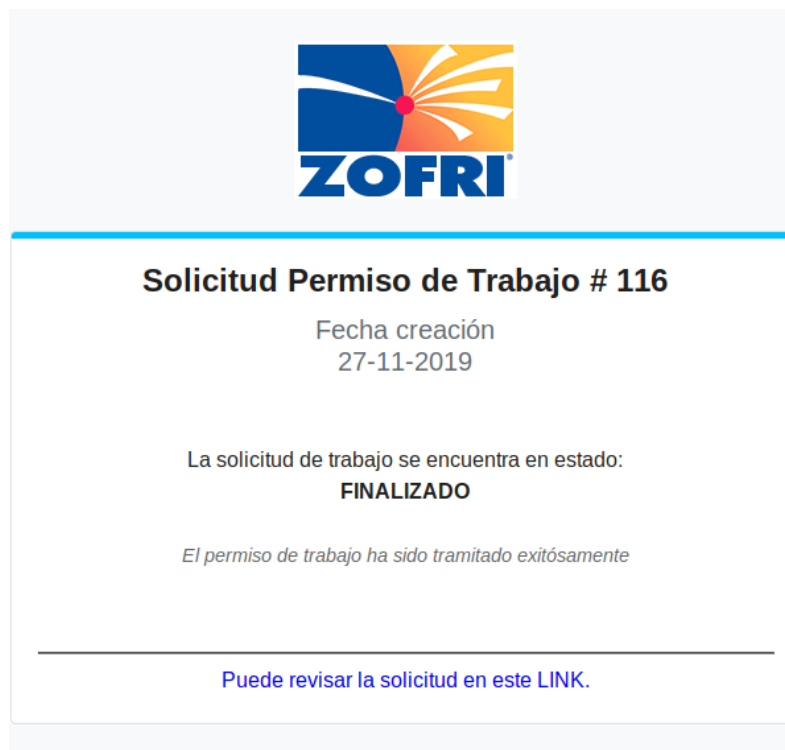 ZOFRI®
Solicitud Permiso de Trabajo # 116
Fecha creación
27-11-2019
La solicitud de trabajo se encuentra en estado:
FINALIZADO
El permiso de trabajo ha sido tramitado exitósamente
Puede revisar la solicitud en este LINK.